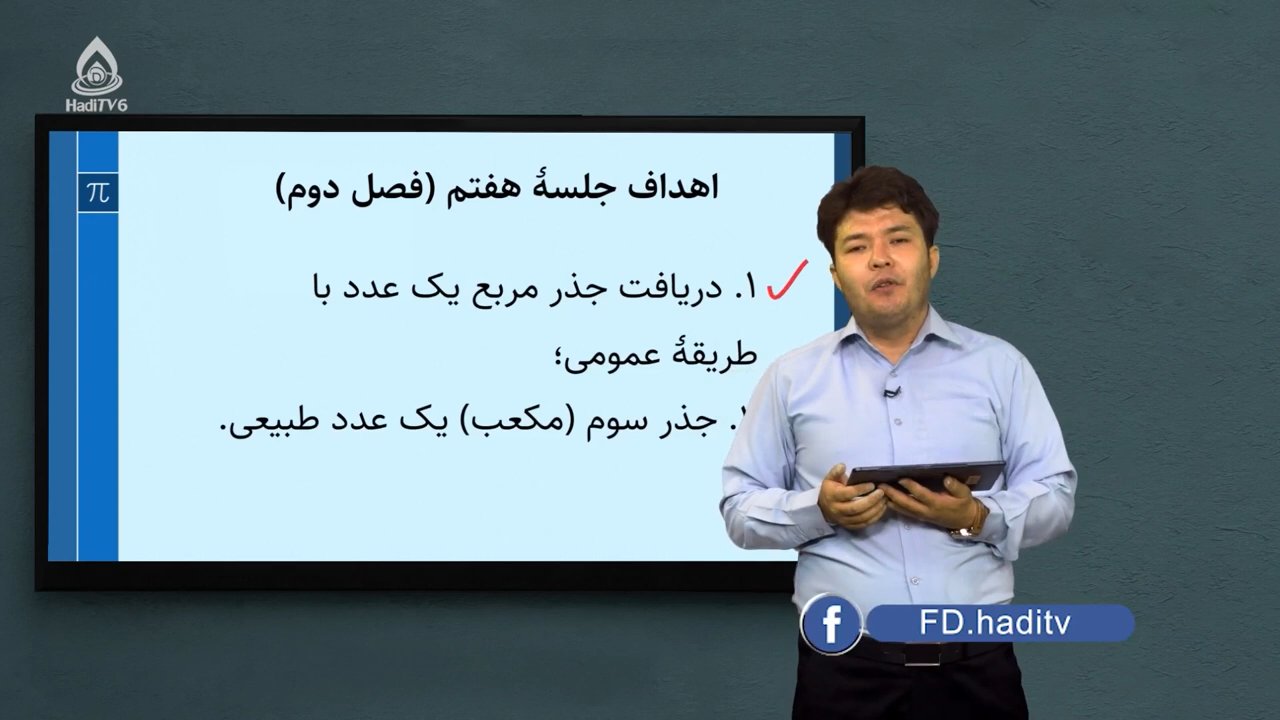 HadiTV6
π
اهداف جلسهٔ هفتم (فصل دوم)
۱. دریافت جذر مربع یک عدد با
طریقهٔ عمومی؛
. جذر سوم (مکعب) یک عدد طبیعی.
f FD.haditv